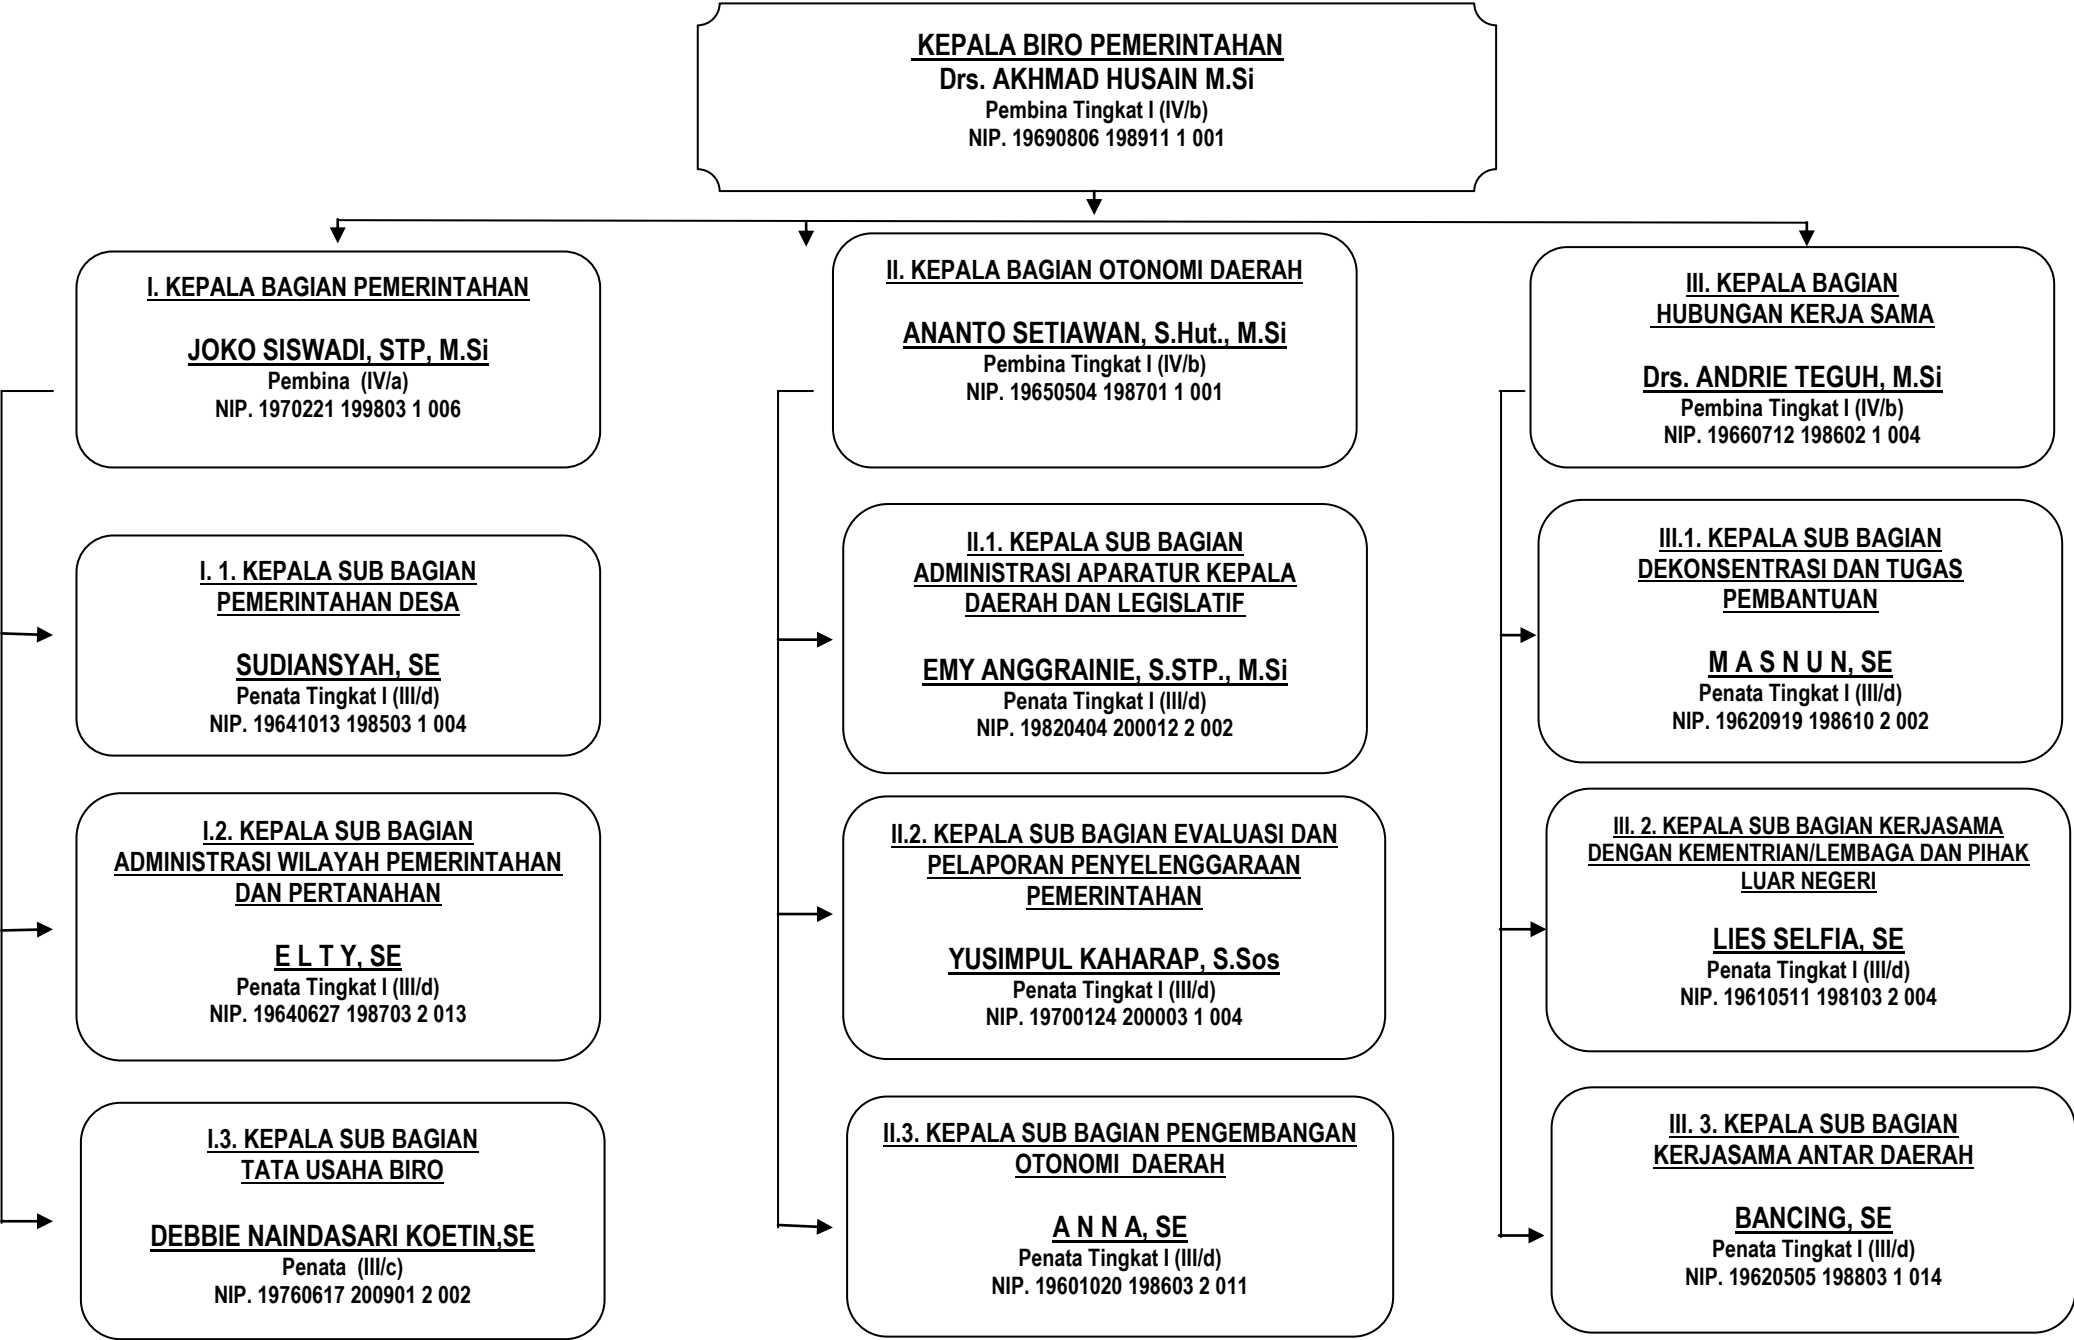 KEPALA BIRO PEMERINTAHAN
Drs. AKHMAD HUSAIN M.Si
Pembina Tingkat I (IV/b)
NIP. 19690806 198911 1 001
I. KEPALA BAGIAN PEMERINTAHAN
JOKO SISWADI, STP, M.Si
Pembina (IV/a)
NIP. 1970221 199803 1 006
I. 1. KEPALA SUB BAGIAN
PEMERINTAHAN DESA
SUDIANSYAH, SE
Penata Tingkat I (III/d)
NIP. 19641013 198503 1 004
I.2. KEPALA SUB BAGIAN
ADMINISTRASI WILAYAH PEMERINTAHAN
DAN PERTANAHAN
E L T Y, SE
Penata Tingkat I (III/d)
NIP. 19640627 198703 2 013
I.3. KEPALA SUB BAGIAN
TATA USAHA BIRO
DEBBIE NAINDASARI KOETIN,SE
Penata (III/c)
NIP. 19760617 200901 2 002
II. KEPALA BAGIAN OTONOMI DAERAH
ANANTO SETIAWAN, S.Hut., M.Si
Pembina Tingkat I (IV/b)
NIP. 19650504 198701 1 001
II.1. KEPALA SUB BAGIAN
ADMINISTRASI APARATUR KEPALA
DAERAH DAN LEGISLATIF
EMY ANGGRAINIE, S.STP., M.Si
Penata Tingkat I (III/d)
NIP. 19820404 200012 2 002
II.2. KEPALA SUB BAGIAN EVALUASI DAN
PELAPORAN PENYELENGGARAAN
PEMERINTAHAN
YUSIMPUL KAHARAP, S.Sos
Penata Tingkat I (III/d)
NIP. 19700124 200003 1 004
II.3. KEPALA SUB BAGIAN PENGEMBANGAN
OTONOMI DAERAH
A N N A, SE
Penata Tingkat I (III/d)
NIP. 19601020 198603 2 011
III. KEPALA BAGIAN
HUBUNGAN KERJA SAMA
Drs. ANDRIE TEGUH, M.Si
Pembina Tingkat I (IV/b)
NIP. 19660712 198602 1 004
III.1. KEPALA SUB BAGIAN
DEKONSENTRASI DAN TUGAS
PEMBANTUAN
M A S N U N, SE
Penata Tingkat I (III/d)
NIP. 19620919 198610 2 002
III. 2. KEPALA SUB BAGIAN KERJASAMA
DENGAN KEMENTRIAN/LEMBAGA DAN PIHAK
LUAR NEGERI
LIES SELFIA, SE
Penata Tingkat I (III/d)
NIP. 19610511 198103 2 004
III. 3. KEPALA SUB BAGIAN
KERJASAMA ANTAR DAERAH
BANCING, SE
Penata Tingkat I (III/d)
NIP. 19620505 198803 1 014